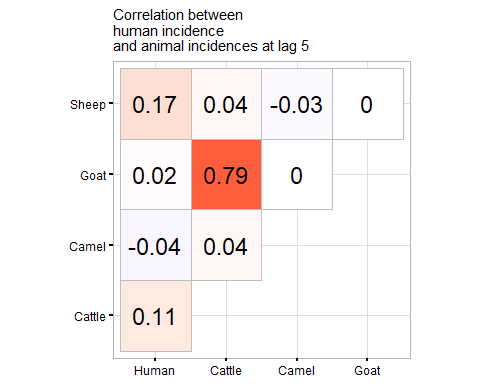 Correlation between
human incidence
and animal incidences at lag 5
Sheep 0.17 0.04 -0.03 0
Goat 0.02 0.79 0
Camel -0.04 0.04
Cattle 0.11
Human Cattle Camel Goat